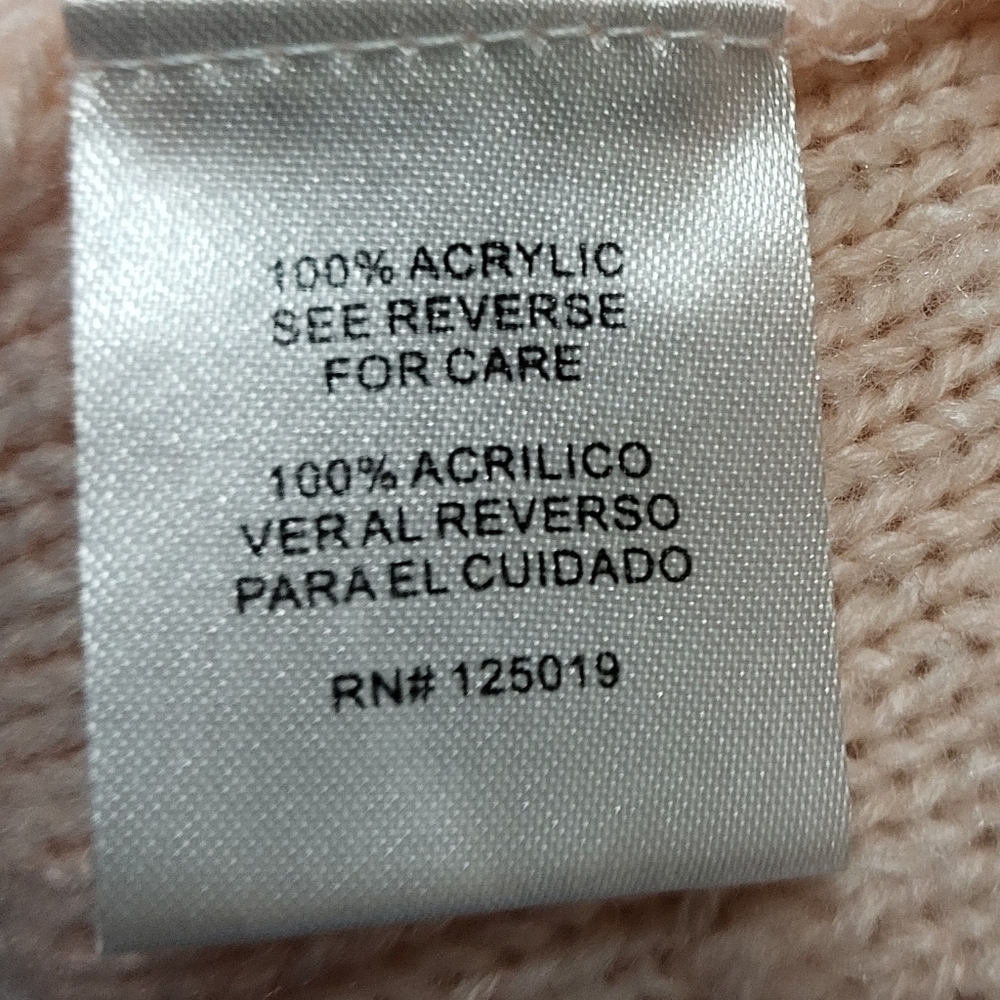 100% ACRYLIC
SEE REVERSE
FOR CARE
100% ACRILICO
VER AL REVERSO
PARA EL CUIDADO
RN# 125019